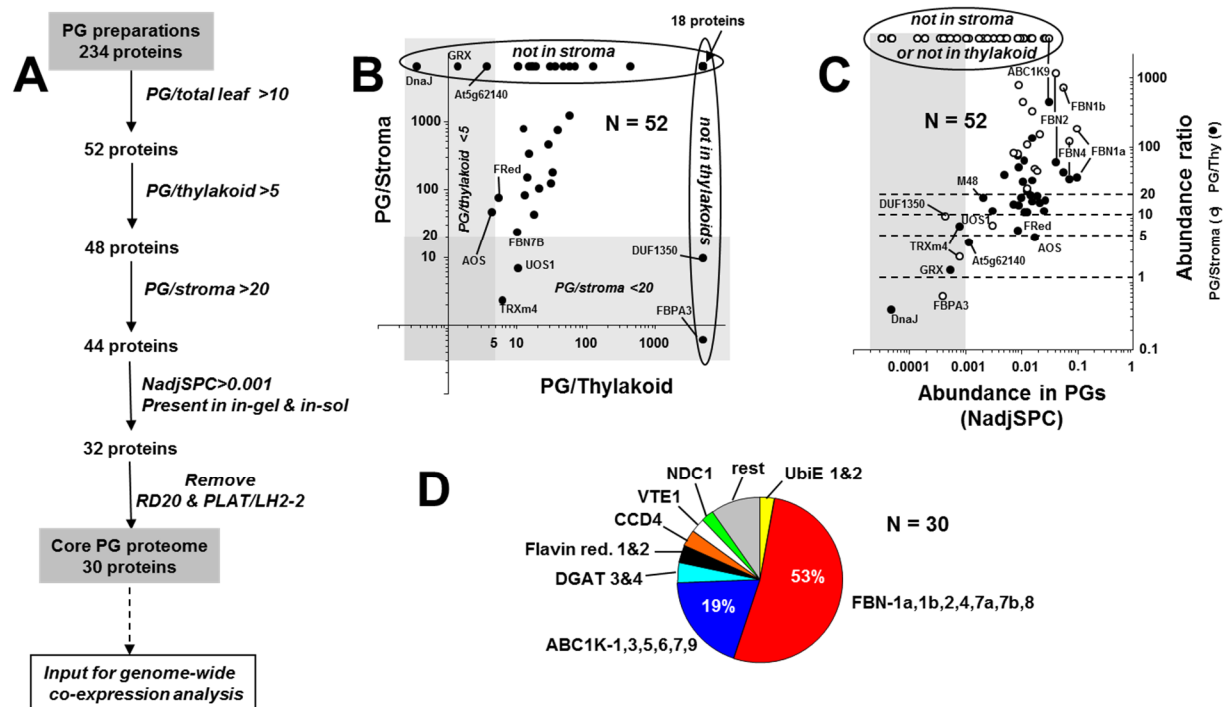 A
PG preparations
234 proteins
PG/total leaf >10
52 proteins
PG/thylakoid >5
48 proteins
PG/stroma >20
44 proteins
NadjSPC>0.001
Present in in-gel & in-sol
32 proteins
Remove
RD20 & PLAT/LH2-2
Core PG proteome
30 proteins
Input for genome-wide
co-expression analysis
B
18 proteins
not in stroma
GRX
DnaJ
At5g62140
N = 52
PG/thylakoid <5
not in thylakoids
PG/Stroma
1000
100
20
10
FRed
AOS
FBN7B
UOS1
TRXm4
DUF1350
PG/stroma <20
FBPA3
5
10
100
1000
PG/Thylakoid
C
not in stroma
or not in thylakoid
ABC1K9
N = 52
FBN1b
FBN2
FBN4
FBN1a
M48
DUF1350
UOS1
FRed
TRXm4
AOS
At5g62140
GRX
FBPA3
DnaJ
1000
100
20
10
5
1
0.1
Abundance ratio
PG/Stroma (o) PG/Thy (●)
0.0001
0.001
0.01
0.1
1
Abundance in PGs
(NadjSPC)
D
NDC1
rest
UbiE 1&2
VTE1
CCD4
Flavin red. 1&2
DGAT 3&4
N = 30
53%
19%
FBN-1a,1b,2,4,7a,7b,8
ABC1K-1,3,5,6,7,9